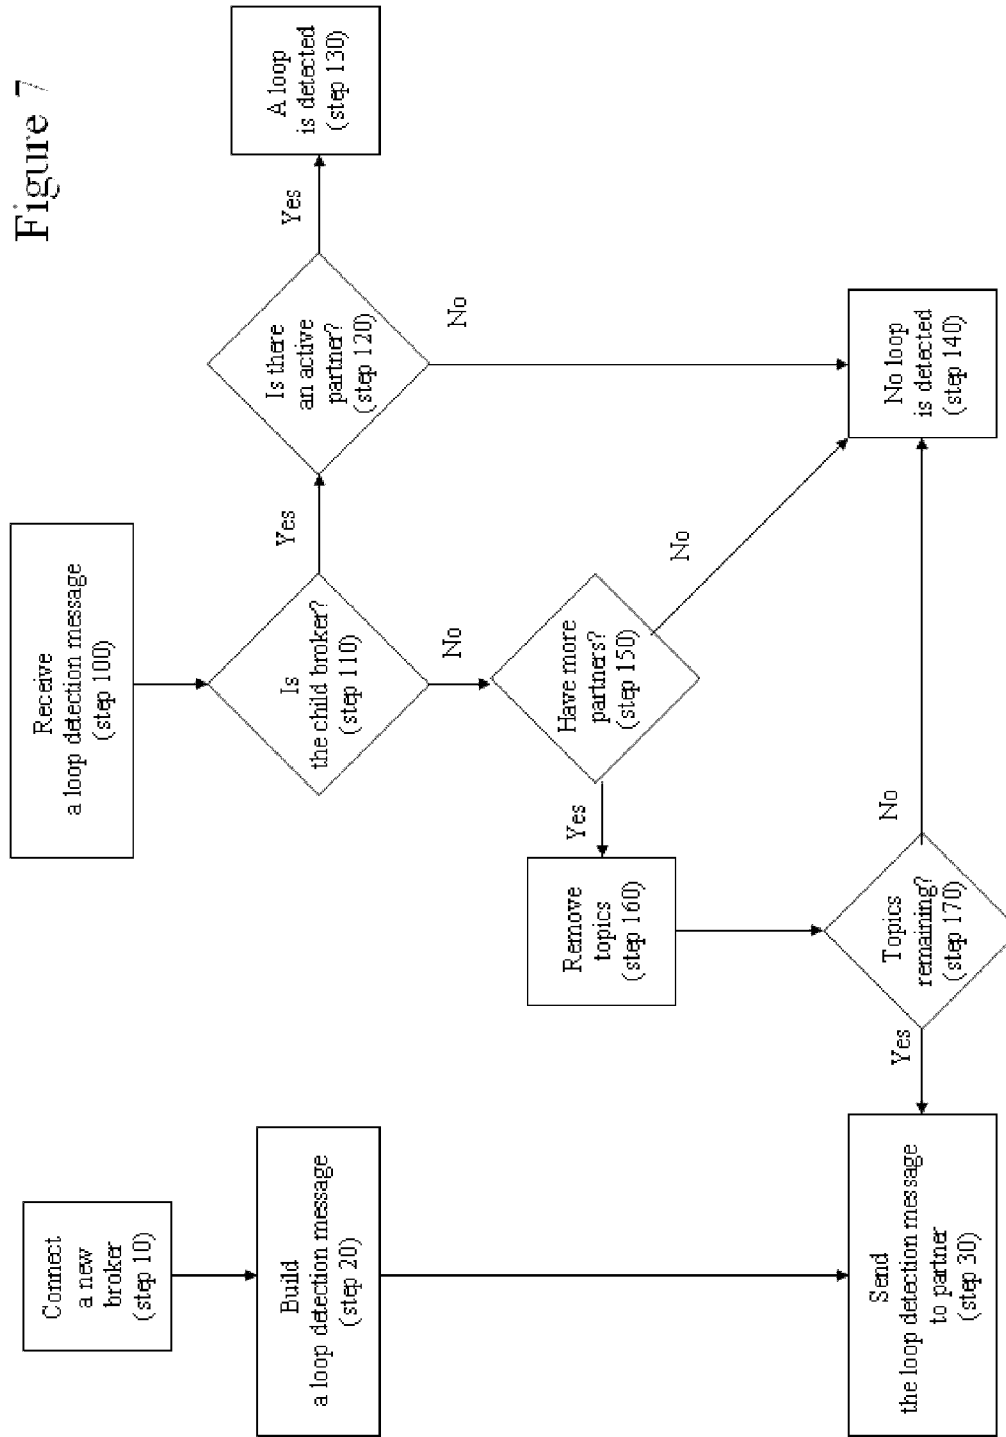 Figure 7
Connect
a new
broker
(step 10)
Build
a loop detection message
(step 20)
Send
the loop detection message
to partner
(step 30)
Receive
a loop detection message
(step 100)
Is
the child broker?
(step 110)
Yes
No
Is there
an active
partner?
(step 120)
Yes
No
A loop
is detected
(step 130)
Have more
partners?
(step 150)
Yes
No
Remove
topics
(step 160)
Topics
remaining?
(step 170)
Yes
No
No loop
is detected
(step 140)